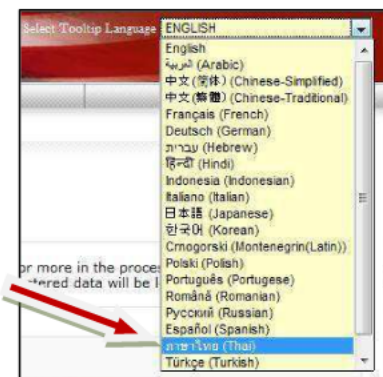 Select Tooltip Language ENGLISH
English
العربية (Arabic)
中文(简体) (Chinese-Simplified)
中文(繁體) (Chinese-Traditional)
Français (French)
Deutsch (German)
עברית (Hebrew)
हिन्दी (Hindi)
Indonesia (Indonesian)
Italiano (Italian)
日本語 (Japanese)
한국어 (Korean)
Crnogorski (Montenegrin(Latin))
Polski (Polish)
Português (Portugese)
Română (Romanian)
Русский (Russian)
Español (Spanish)
ภาษาไทย (Thai)
Türkçe (Turkish)
or more in the proces
data will be